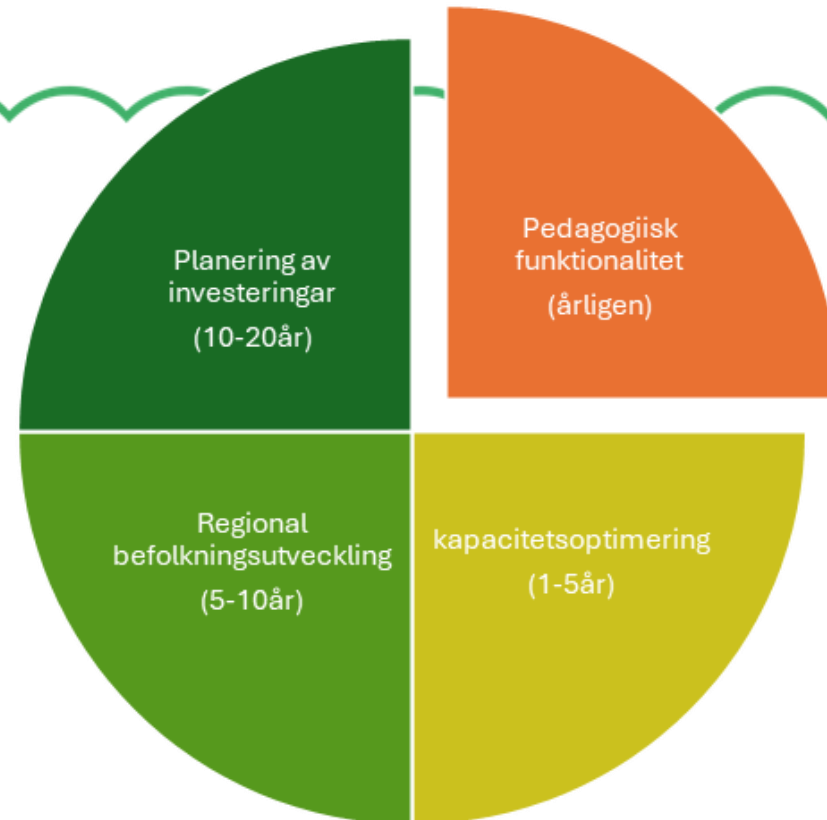 Planering av
investeringar
(10-20år)
Pedagogiisk
funktionalitet
(årligen)
Regional
befolkningsutveckling
(5-10år)
kapacitetsoptimering
(1-5år)